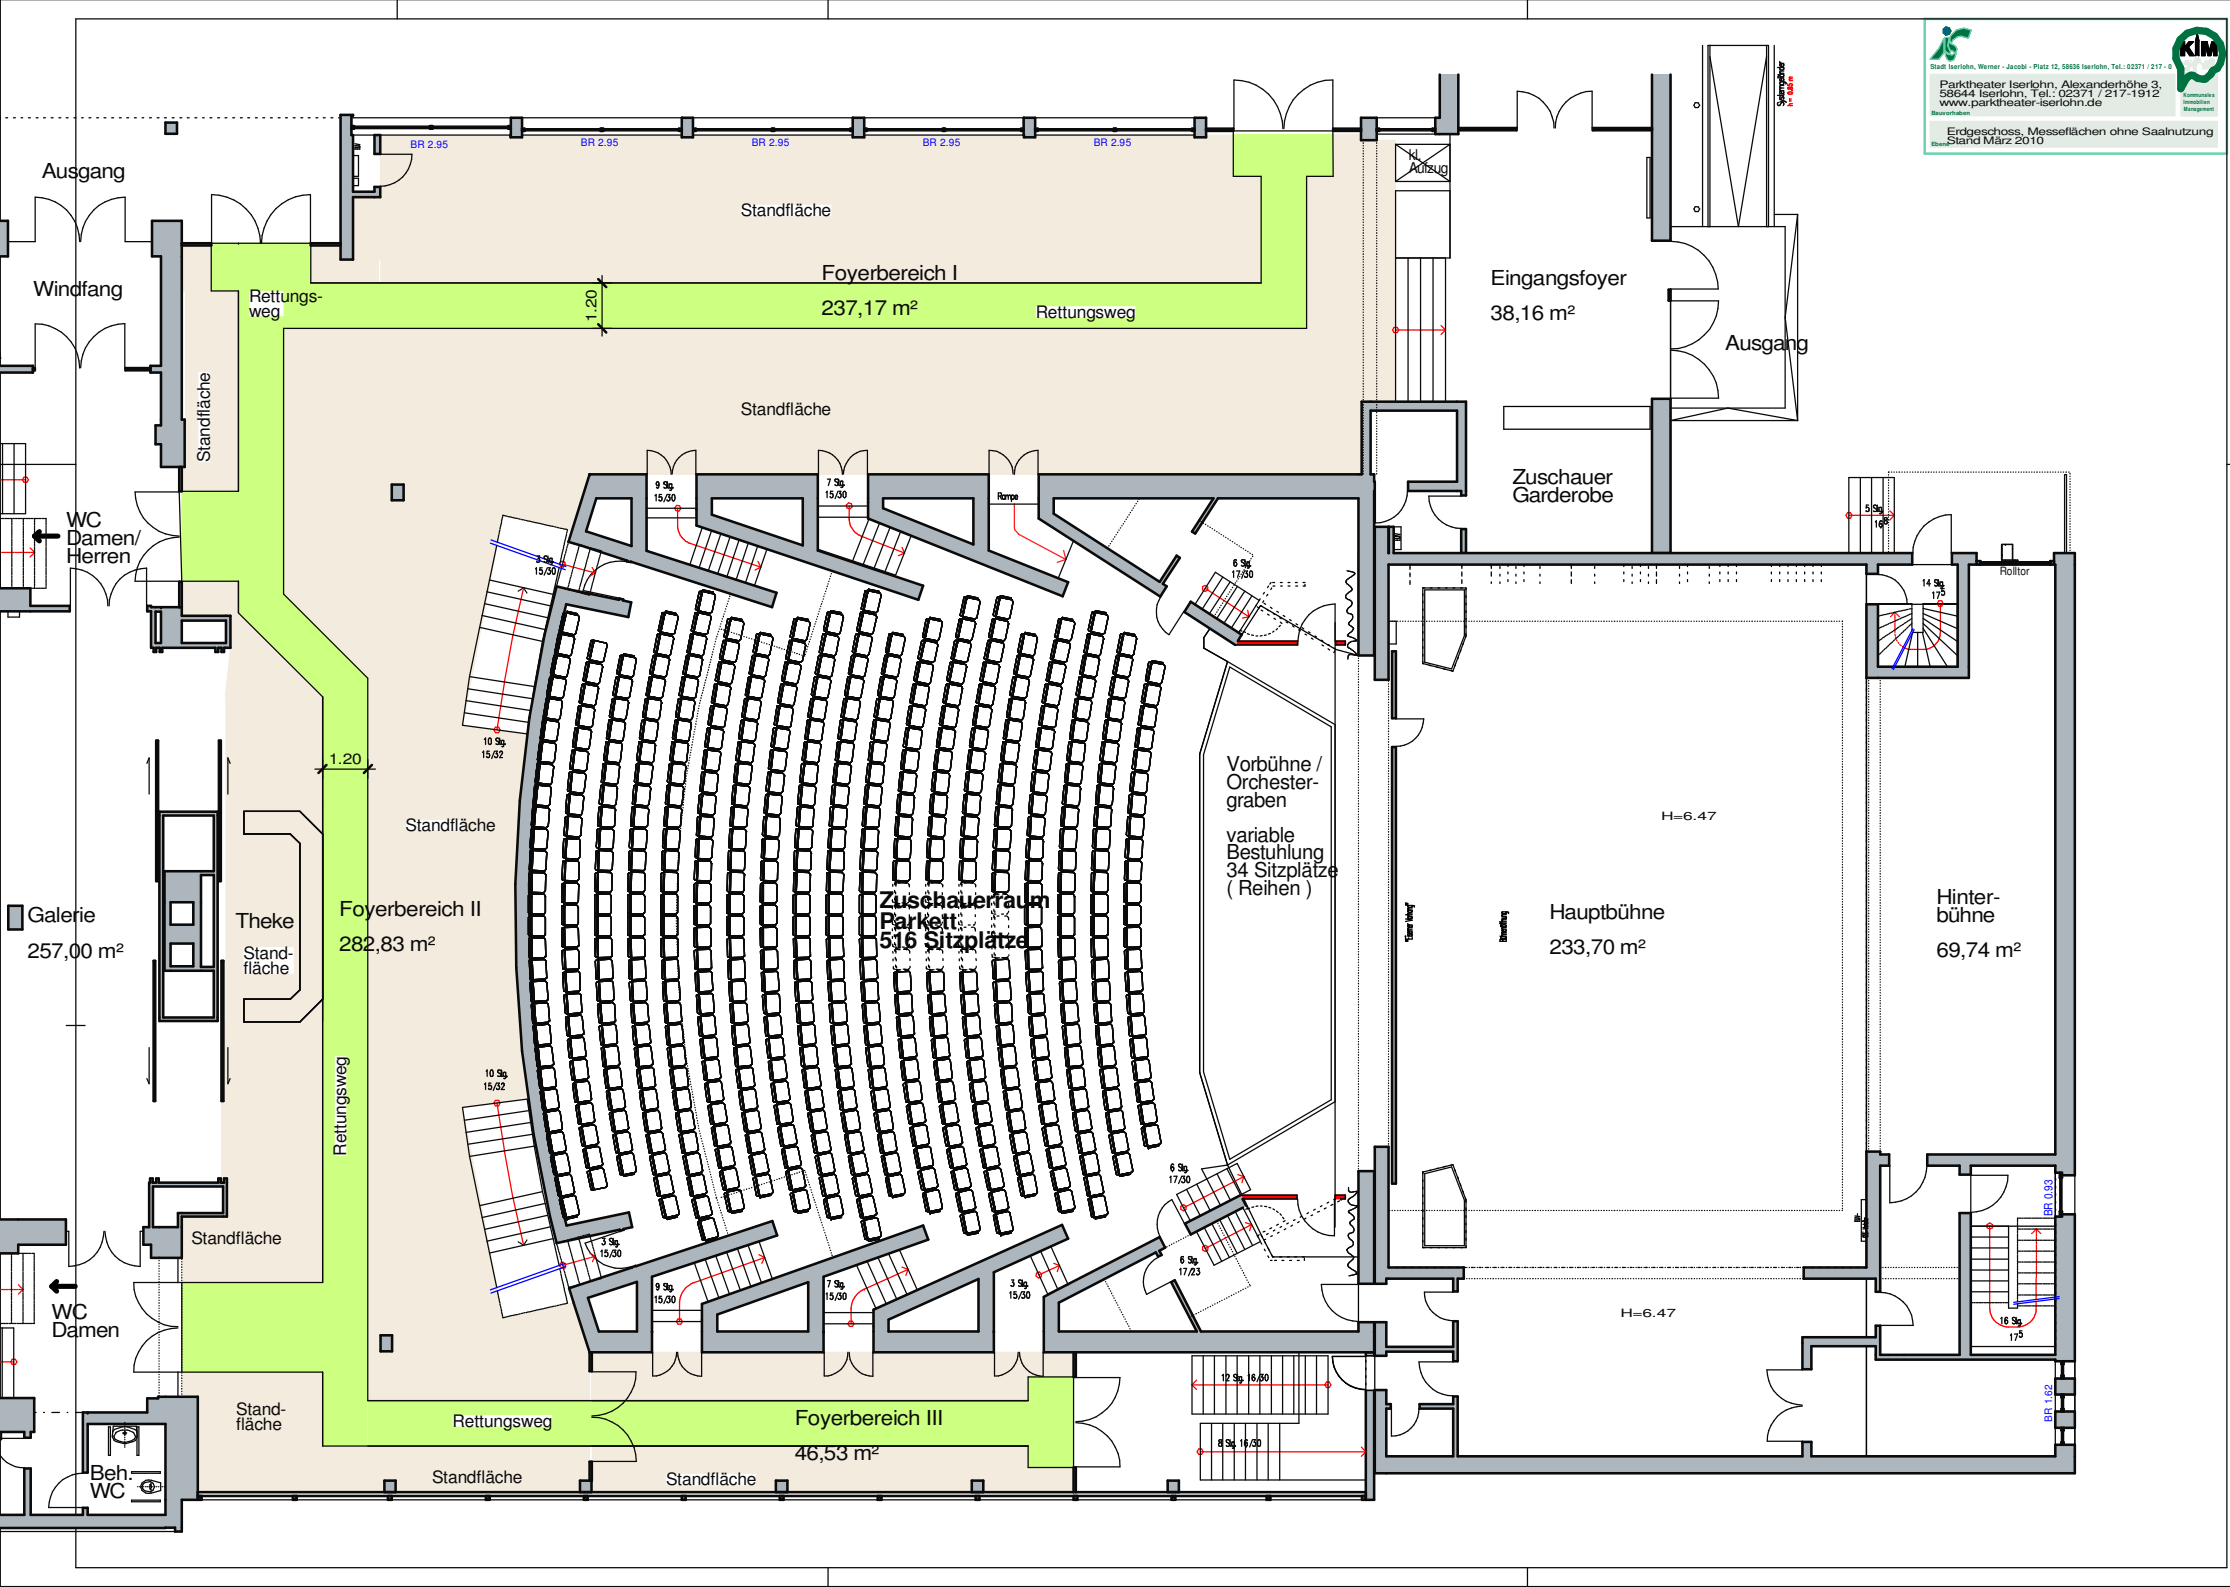 Stadt Iserlohn, Werner - Jacobi - Platz 12, 58636 Iserlohn, Tel.: 02371 / 217 - 0
KIM
Kommunales
Immobilien
Management
Parktheater Iserlohn, Alexanderhöhe 3,
58644 Iserlohn, Tel.: 02371 / 217-1912
www.parktheater-iserlohn.de
Bauvorhaben
Erdgeschoss, Messeflächen ohne Saalnutzung
Stand März 2010
Ebene
h= 0.85 m
BR 2.95
BR 2.95
BR 2.95
BR 2.95
BR 2.95
Ausgang
Windfang
Standfläche
Foyerbereich I
237,17 m²
Rettungs-
weg
1.20
Rettungsweg
kl.
Aufzug
Eingangsfoyer
38,16 m²
Ausgang
Standfläche
Standfläche
Zuschauer
Garderobe
WC
Damen/
Herren
9 Stg.
15/30
7 Stg.
15/30
Rampe
3 Stg.
15/30
6 Stg.
17/30
5 Stg.
Rolltor
14 Stg.
17⁵
10 Stg.
15/32
1.20
Standfläche
Vorbühne /
Orchester-
graben
variable
Bestuhlung
34 Sitzplätze
( Reihen )
H=6.47
Galerie
257,00 m²
Theke
Stand-
fläche
Foyerbereich II
282,83 m²
Zuschauerraum
Parkett
516 Sitzplätze
Hauptbühne
233,70 m²
Hinter-
bühne
69,74 m²
Rettungsweg
10 Stg.
15/32
6 Stg.
17/30
BR 0.93
Standfläche
3 Stg.
15/30
9 Stg.
15/30
7 Stg.
15/30
3 Stg.
15/30
6 Stg.
17/23
H=6.47
16 Stg.
17⁵
WC
Damen
12 Stg. 16/30
BR 1.62
Stand-
fläche
Rettungsweg
Foyerbereich III
46,53 m²
8 Stg. 16/30
Beh.
WC
Standfläche
Standfläche